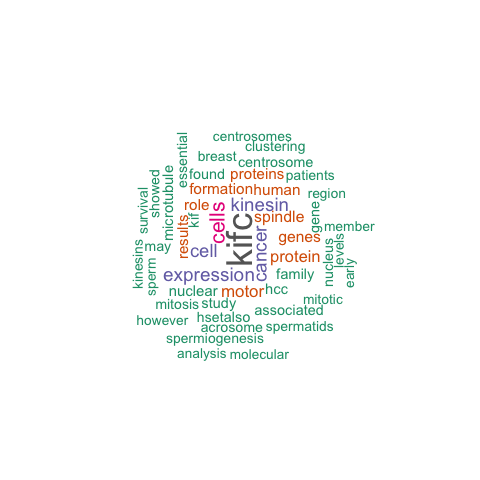 centrosomes
clustering
breast
centrosome
essential
found
proteins
patients
showed
formation
human
region
survival
microtubule
role
cells
kinesin
kif
kifc
spindle
gene
member
results
may
cell
cancer
genes
levels
kinesins
sperm
expression
protein
nucleus
early
family
nuclear
motor
hcc
mitotic
mitosis
study
associated
however
hset
also
acrosome
spermatids
spermiogenesis
analysis
molecular